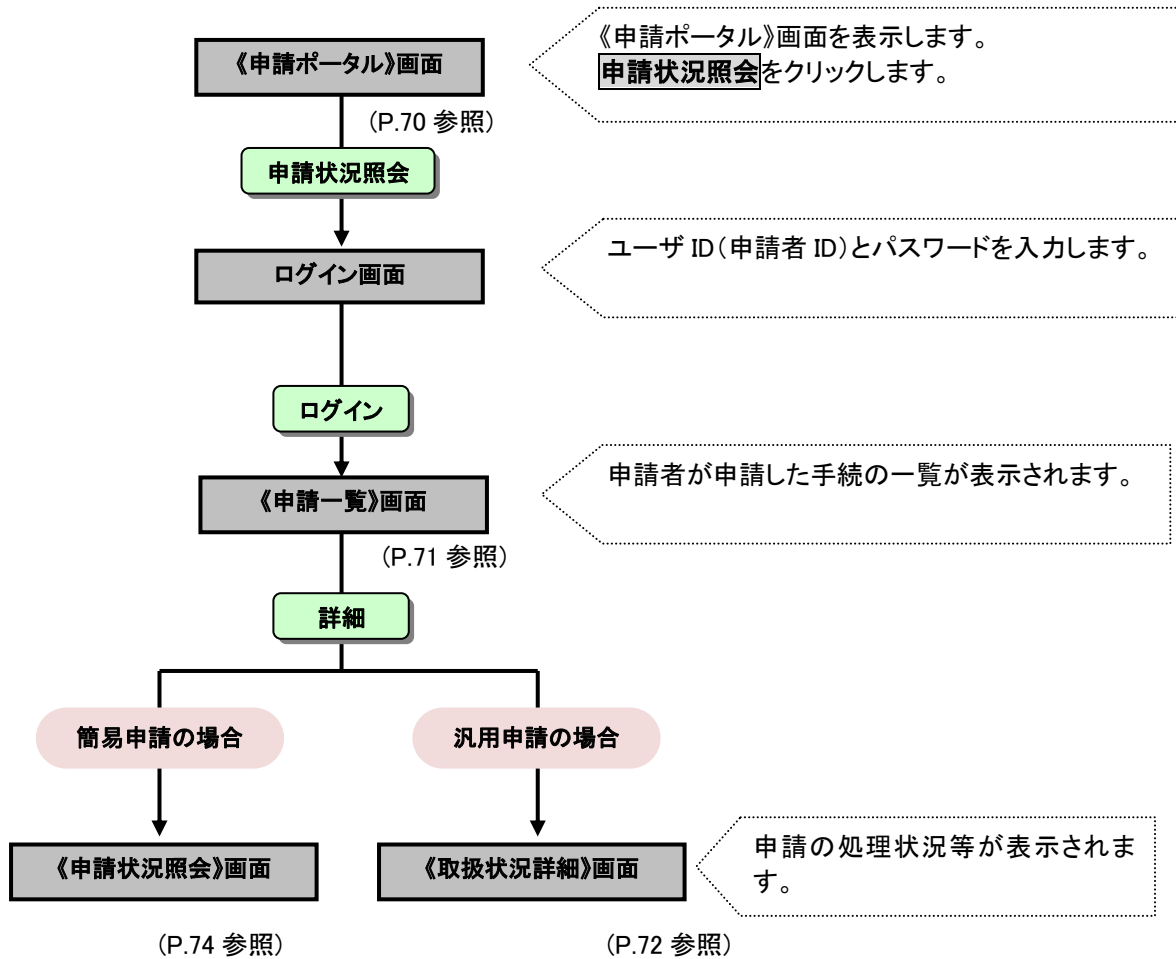 《申請ポータル》画面
《申請ポータル》画面を表示します。
申請状況照会をクリックします。
(P.70 参照)
申請状況照会
ログイン画面
ユーザ ID(申請者 ID)とパスワードを入力します。
ログイン
《申請一覧》画面
申請者が申請した手続の一覧が表示されます。
(P.71 参照)
詳細
簡易申請の場合
汎用申請の場合
《申請状況照会》画面
《取扱状況詳細》画面
申請の処理状況等が表示されま
す。
(P.74 参照)
(P.72 参照)